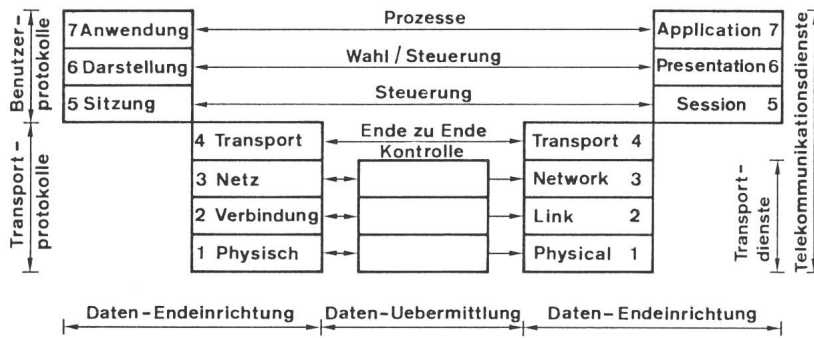 Prozesse
7 Anwendung
Application 7
Wahl / Steuerung
6 Darstellung
Presentation 6
Steuerung
5 Sitzung
Session 5
Ende zu Ende
Kontrolle
4 Transport
Transport 4
3 Netz
Network 3
2 Verbindung
Link 2
1 Physisch
Physical 1
Benutzer-
protokolle
Transport-
protokolle
Transport-
dienste
Telekommunikationsdienste
Daten-Endeinrichtung
Daten-Uebermittlung
Daten-Endeinrichtung